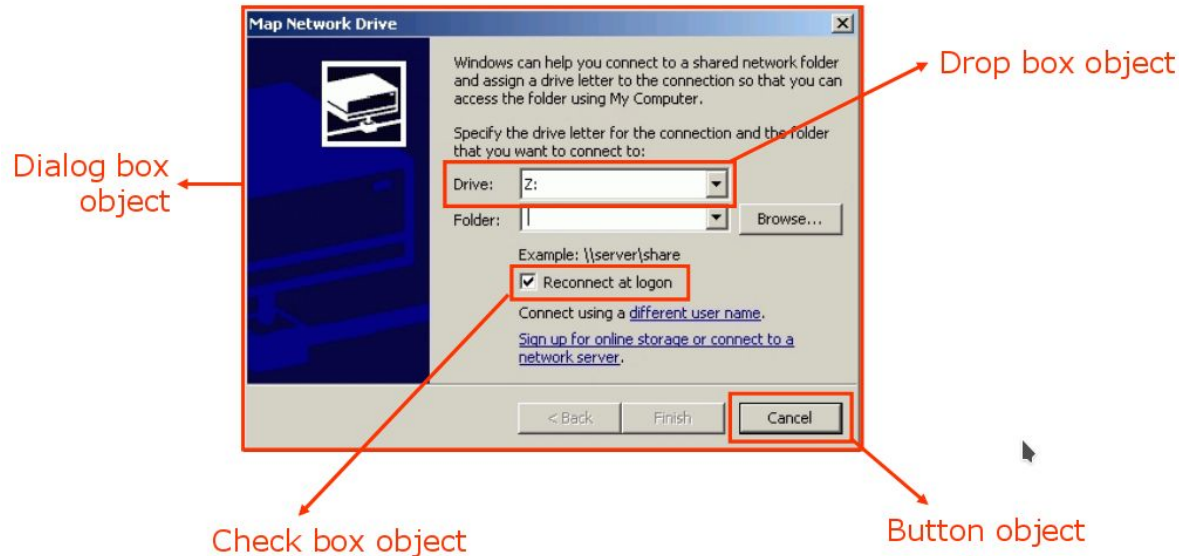 Map Network Drive
Windows can help you connect to a shared network folder
and assign a drive letter to the connection so that you can
access the folder using My Computer.
Specify the drive letter for the connection and the folder
that you want to connect to:
Drive: Z:
Folder: Browse...
Example: \\server\share
Reconnect at logon
Connect using a different user name.
Sign up for online storage or connect to a
network server.
< Back Finish Cancel
Drop box object
Dialog box
object
Check box object
Button object